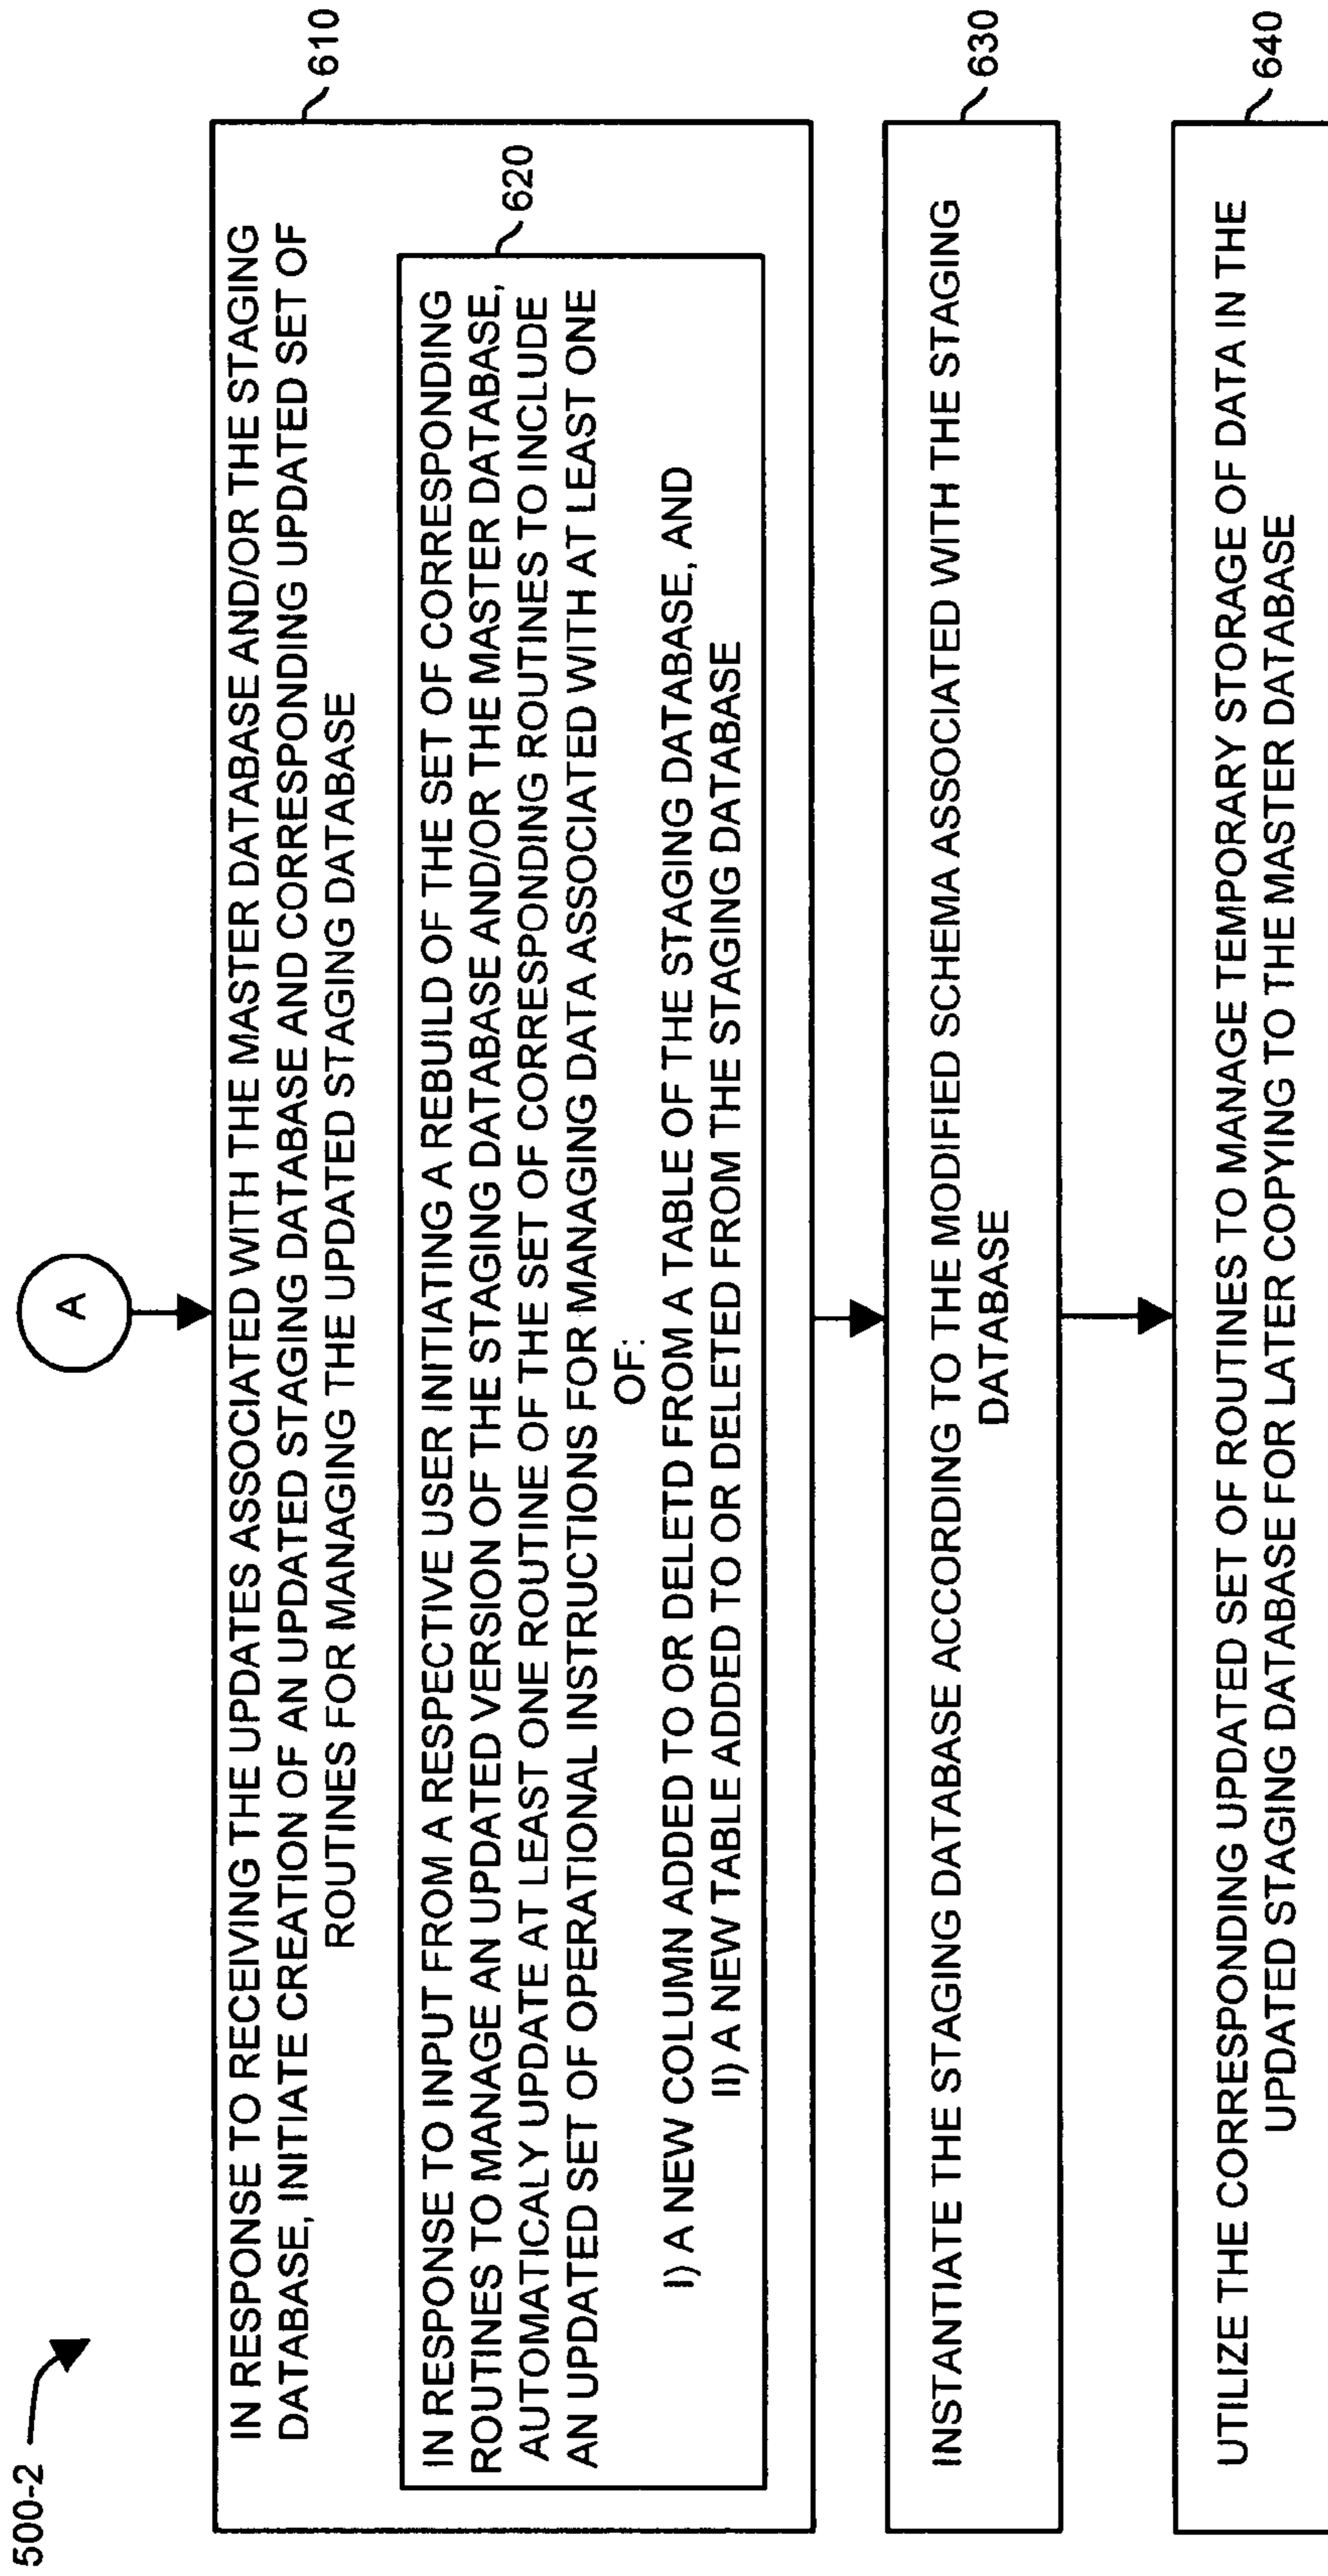 500-2
A
610
IN RESPONSE TO RECEIVING THE UPDATES ASSOCIATED WITH THE MASTER DATABASE AND/OR THE STAGING
DATABASE, INITIATE CREATION OF AN UPDATED STAGING DATABASE AND CORRESPONDING UPDATED SET OF
ROUTINES FOR MANAGING THE UPDATED STAGING DATABASE
620
IN RESPONSE TO INPUT FROM A RESPECTIVE USER INITIATING A REBUILD OF THE SET OF CORRESPONDING
ROUTINES TO MANAGE AN UPDATED VERSION OF THE STAGING DATABASE AND/OR THE MASTER DATABASE,
AUTOMATICALY UPDATE AT LEAST ONE ROUTINE OF THE SET OF CORRESPONDING ROUTINES TO INCLUDE
AN UPDATED SET OF OPERATIONAL INSTRUCTIONS FOR MANAGING DATA ASSOCIATED WITH AT LEAST ONE
OF:
I) A NEW COLUMN ADDED TO OR DELETD FROM A TABLE OF THE STAGING DATABASE, AND
II) A NEW TABLE ADDED TO OR DELETED FROM THE STAGING DATABASE
630
INSTANTIATE THE STAGING DATABASE ACCORDING TO THE MODIFIED SCHEMA ASSOCIATED WITH THE STAGING
DATABASE
640
UTILIZE THE CORRESPONDING UPDATED SET OF ROUTINES TO MANAGE TEMPORARY STORAGE OF DATA IN THE
UPDATED STAGING DATABASE FOR LATER COPYING TO THE MASTER DATABASE